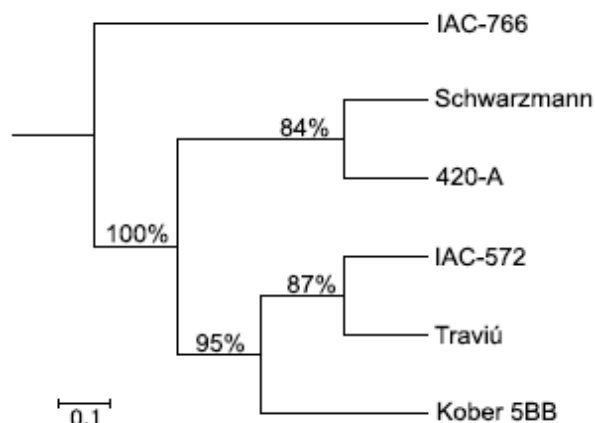 IAC-766
Schwarzmann
84%
420-A
100%
IAC-572
87%
Traviú
95%
Kober 5BB
0.1